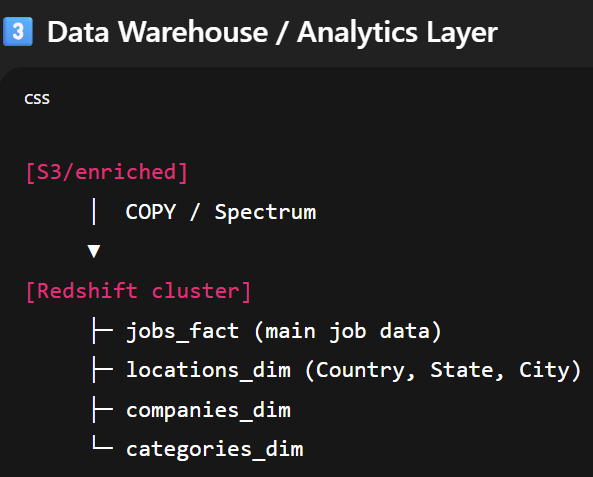 3 Data Warehouse / Analytics Layer
css
[S3/enriched]
│ COPY / Spectrum
▼
[Redshift cluster]
├─ jobs_fact (main job data)
├─ locations_dim (Country, State, City)
├─ companies_dim
└─ categories_dim